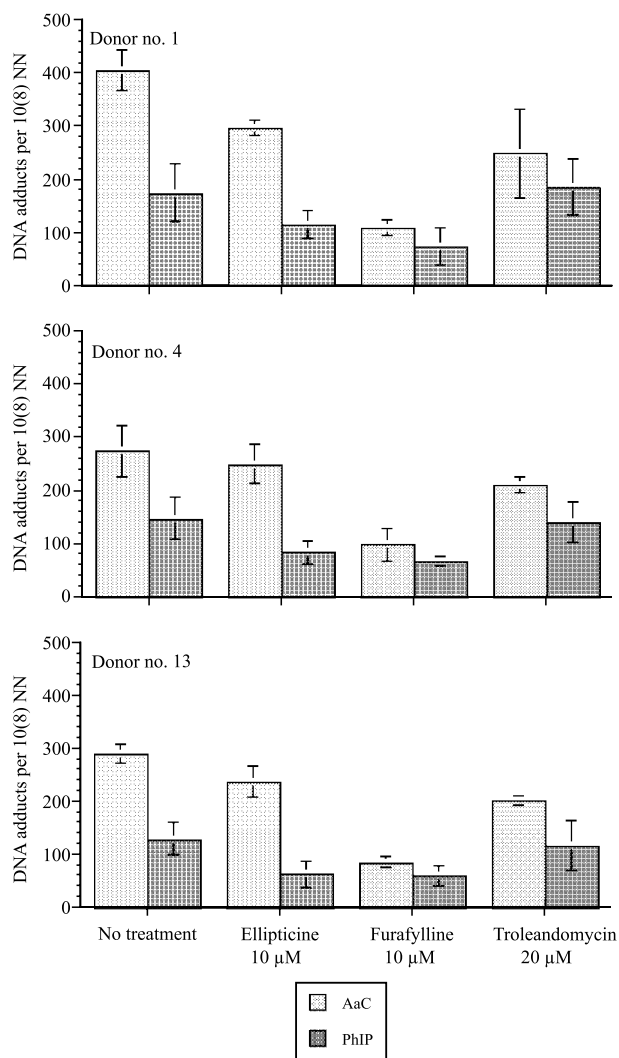 500
Donor no. 1
400
300
200
100
0
DNA adducts per 10(8) NN
500
Donor no. 4
400
300
200
100
0
DNA adducts per 10(8) NN
500
Donor no. 13
400
300
200
100
0
DNA adducts per 10(8) NN
No treatment
Ellipticine
10 µM
Furafylline
10 µM
Troleandomycin
20 µM
AaC
PhIP